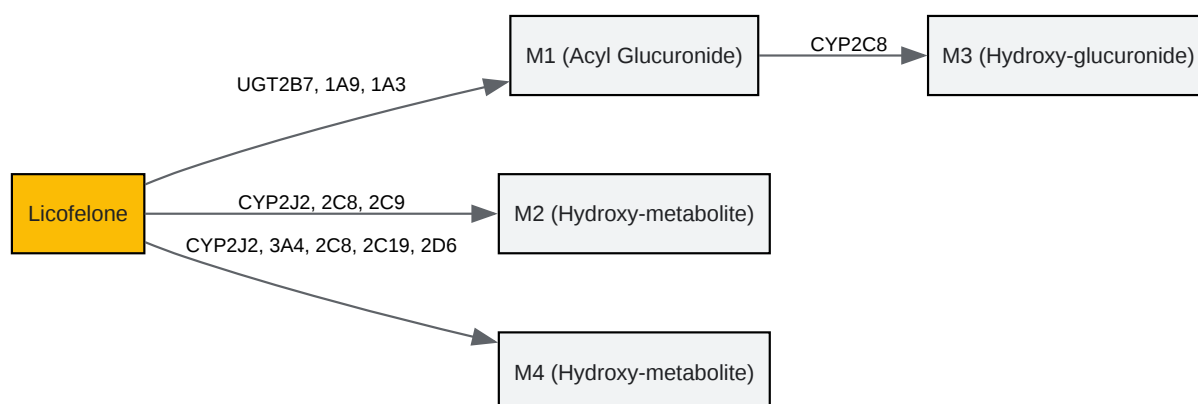 M1 (Acyl Glucuronide)
CYP2C8
M3 (Hydroxy-glucuronide)
UGT2B7, 1A9, 1A3
Licofelone
CYP2J2, 2C8, 2C9
M2 (Hydroxy-metabolite)
CYP2J2, 3A4, 2C8, 2C19, 2D6
M4 (Hydroxy-metabolite)